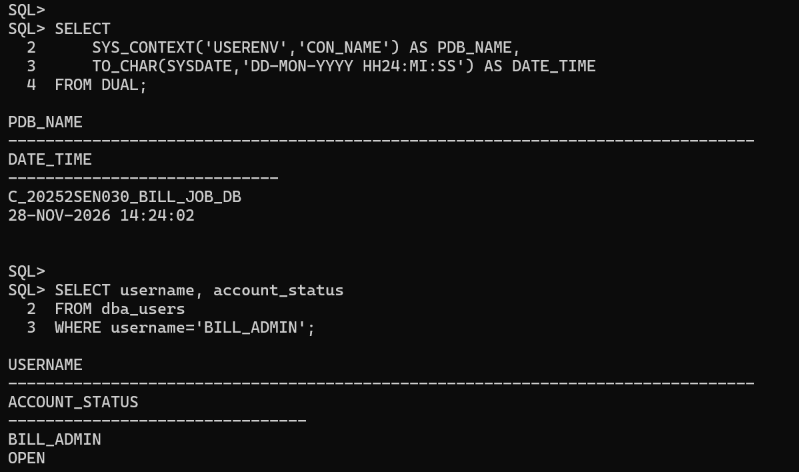 SQL>
SQL> SELECT
  2      SYS_CONTEXT('USERENV','CON_NAME') AS PDB_NAME,
  3      TO_CHAR(SYSDATE,'DD-MON-YYYY HH24:MI:SS') AS DATE_TIME
  4  FROM DUAL;

PDB_NAME
--------------------------------------------------------------------------------
DATE_TIME
-----------------------------
C_20252SEN030_BILL_JOB_DB
28-NOV-2026 14:24:02


SQL>
SQL> SELECT username, account_status
  2  FROM dba_users
  3  WHERE username='BILL_ADMIN';

USERNAME
--------------------------------------------------------------------------------
ACCOUNT_STATUS
--------------------------------
BILL_ADMIN
OPEN